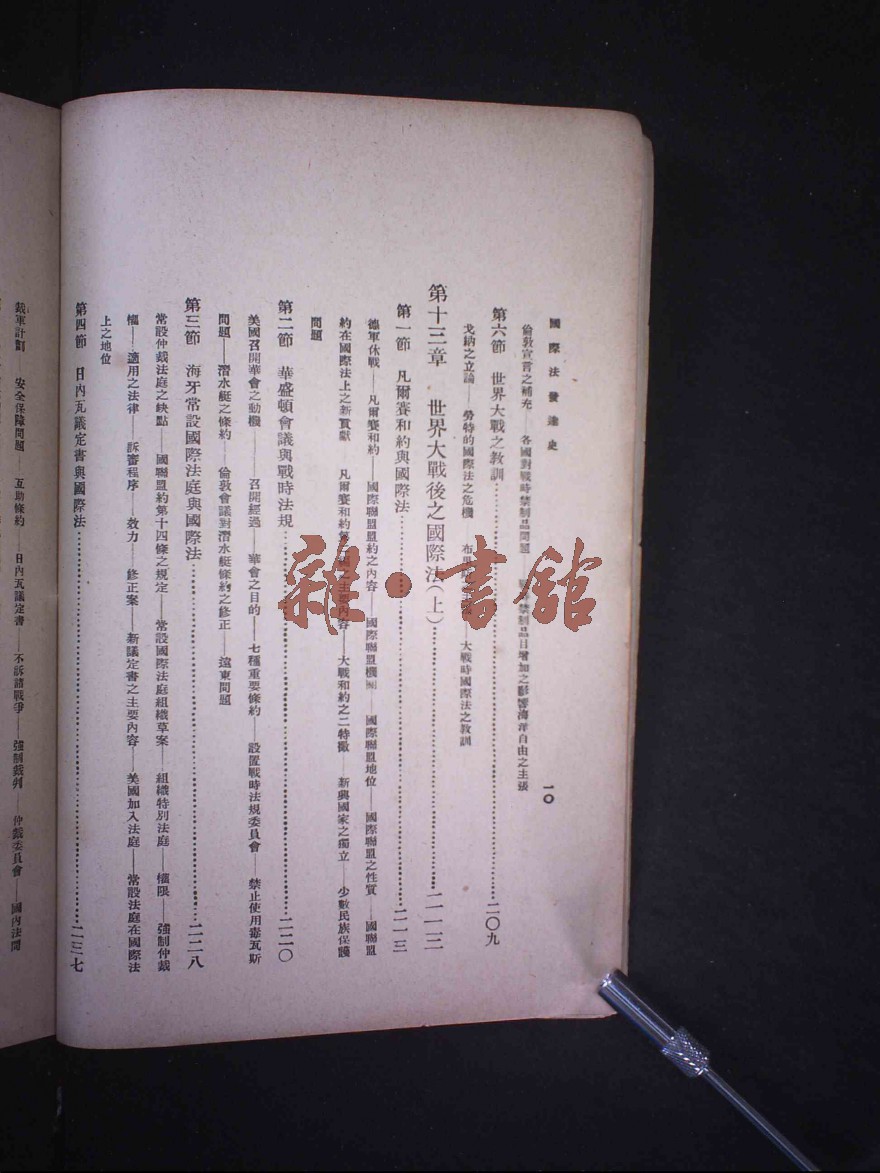 國際法發達史
一〇
倫敦宣言之補充——各國對戰時禁制品問題——禁制品目增加之影響海洋自由之主張
第六節　世界大戰之教訓……二〇九
戈納之立論——勞特的國際法之危機——大戰時國際法之教訓
第十三章　世界大戰後之國際法（上）……二一三
第一節　凡爾賽和約與國際法……二一三
德軍休戰——凡爾賽和約——國際聯盟盟約之內容——國際聯盟機關——國際聯盟地位——國際聯盟之性質——國聯盟
約在國際法上之新貢獻　凡爾賽和約之主要內容——大戰和約之二特徵　新興國家之獨立——少數民族保護
問題
第二節　華盛頓會議與戰時法規……二二〇
美國召開華會之動機——召開經過——華會之目的——七種重要條約——設置戰時法規委員會——禁止使用毒瓦斯
問題——潛水艇之條約——倫敦會議對潛水艇條約之修正——遠東問題
第三節　海牙常設國際法庭與國際法……二二八
常設仲裁法庭之缺點——國聯盟約第十四條之規定——常設國際法庭組織草案——組織特別法庭——權限——強制仲裁
權——適用之法律——訴審程序——效力——修正案——新議定書之主要內容——美國加入法庭——常設法庭在國際法
上之地位
第四節　日內瓦議定書與國際法……二三七
裁軍計劃　安全保障問題——互助條約——日內瓦議定書——不訴諸戰爭——強制裁判——仲裁委員會——國內法問
雜·書館